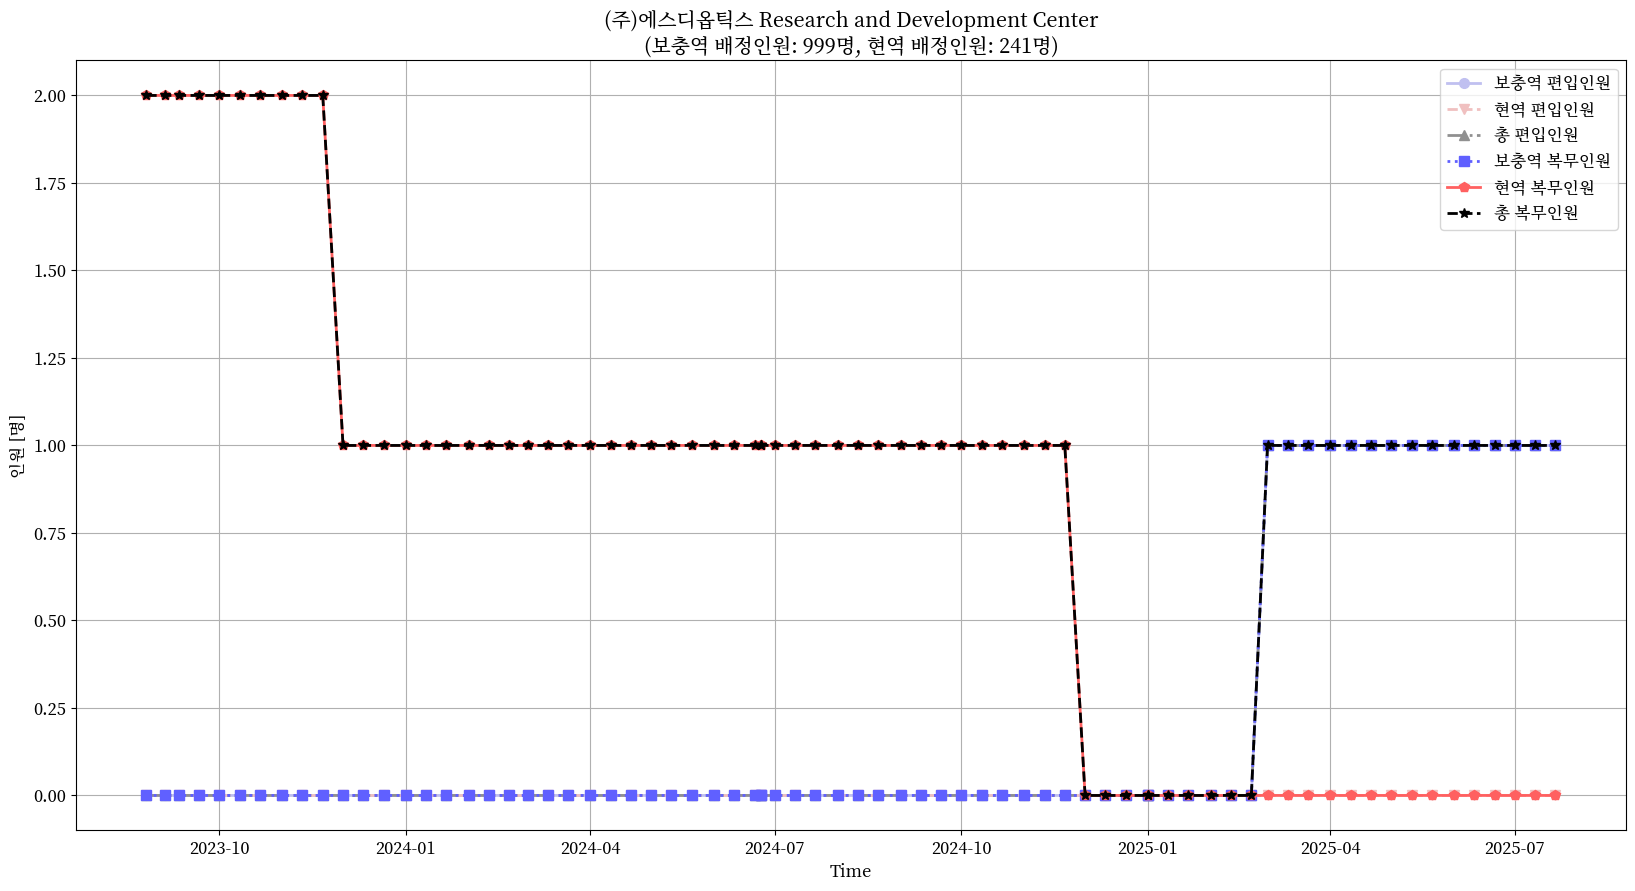 (주)에스디옵틱스 Research and Development Center
(보충역 배정인원: 999명, 현역 배정인원: 241명)
보충역 편입인원
현역 편입인원
총 편입인원
보충역 복무인원
현역 복무인원
총 복무인원
인원 [명]
2.00
1.75
1.50
1.25
1.00
0.75
0.50
0.25
0.00
2023-10
2024-01
2024-04
2024-07
2024-10
2025-01
2025-04
2025-07
Time